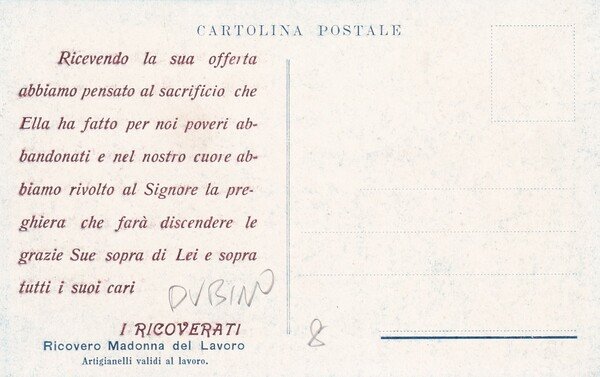 CARTOLINA POSTALE
Ricevendo la sua offerta
abbiamo pensato al sacrificio che
Ella ha fatto per noi poveri ab-
bandonati e nel nostro cuore ab-
biamo rivolto al Signore la pre-
ghiera che farà discendere le
grazie Sue sopra di Lei e sopra
tutti i suoi cari
DUBINO
I RICOVERATI
Ricovero Madonna del Lavoro
Artigianelli validi al lavoro.
8